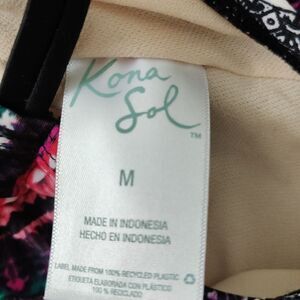 Kona
Sol
TM
M
MADE IN INDONESIA
HECHO EN INDONESIA
LABEL MADE FROM 100% RECYCLED PLASTIC
ETIQUETA ELABORADA CON PLÁSTICO
100 % RECICLADO